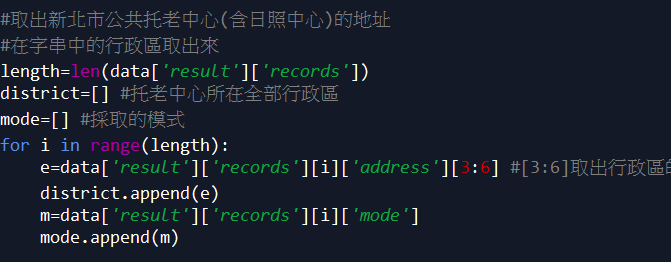 #取出新北市公共托老中心(含日照中心)的地址
#在字串中的行政區取出來
length=len(data['result']['records'])
district=[] #托老中心所在全部行政區
mode=[] #採取的模式
for i in range(length):
    e=data['result']['records'][i]['address'][3:6] #[3:6]取出行政區的
    district.append(e)
    m=data['result']['records'][i]['mode']
    mode.append(m)